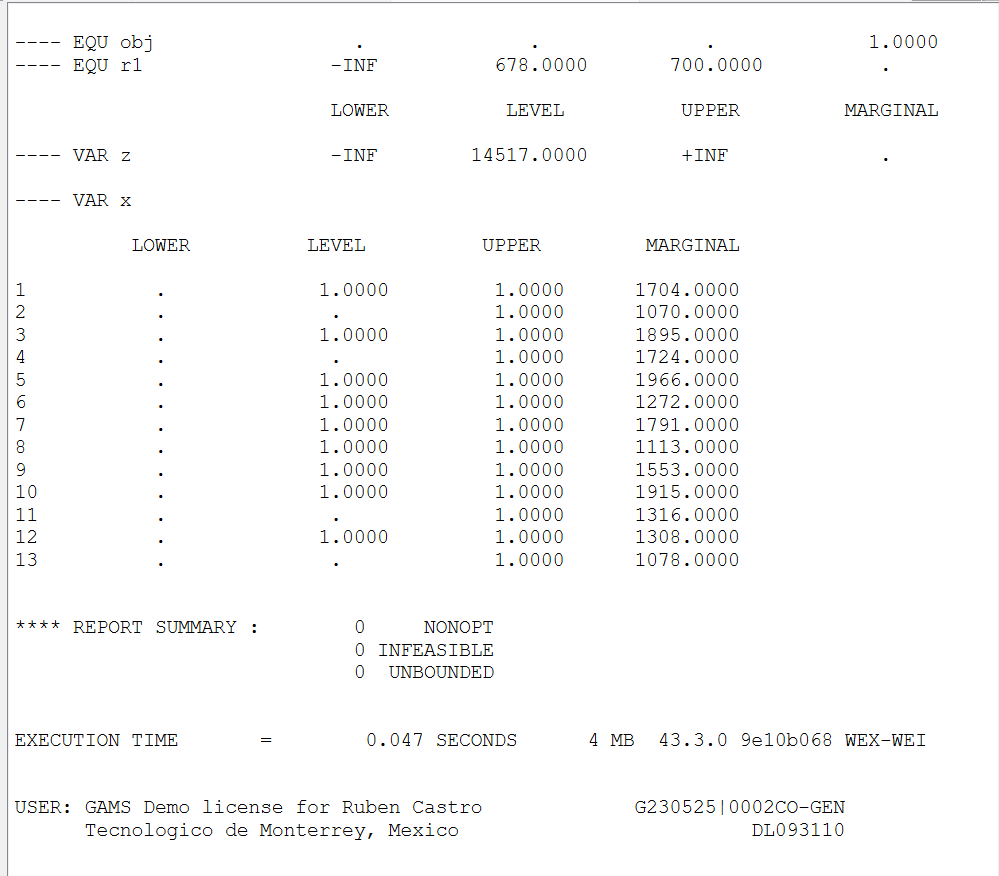 ---- EQU obj                  .              .              .         1.0000
---- EQU r1                -INF          678.0000       700.0000         .
LOWER          LEVEL          UPPER         MARGINAL
---- VAR z                 -INF        14517.0000        +INF            .
---- VAR x
LOWER          LEVEL          UPPER         MARGINAL
1            .             1.0000         1.0000      1704.0000
2            .              .             1.0000      1070.0000
3            .             1.0000         1.0000      1895.0000
4            .              .             1.0000      1724.0000
5            .             1.0000         1.0000      1966.0000
6            .             1.0000         1.0000      1272.0000
7            .             1.0000         1.0000      1791.0000
8            .             1.0000         1.0000      1113.0000
9            .             1.0000         1.0000      1553.0000
10           .             1.0000         1.0000      1915.0000
11           .              .             1.0000      1316.0000
12           .             1.0000         1.0000      1308.0000
13           .              .             1.0000      1078.0000
**** REPORT SUMMARY :        0     NONOPT
0 INFEASIBLE
0  UNBOUNDED
EXECUTION TIME       =        0.047 SECONDS      4 MB  43.3.0 9e10b068 WEX-WEI
USER: GAMS Demo license for Ruben Castro             G230525|0002CO-GEN
Tecnologico de Monterrey, Mexico                         DL093110